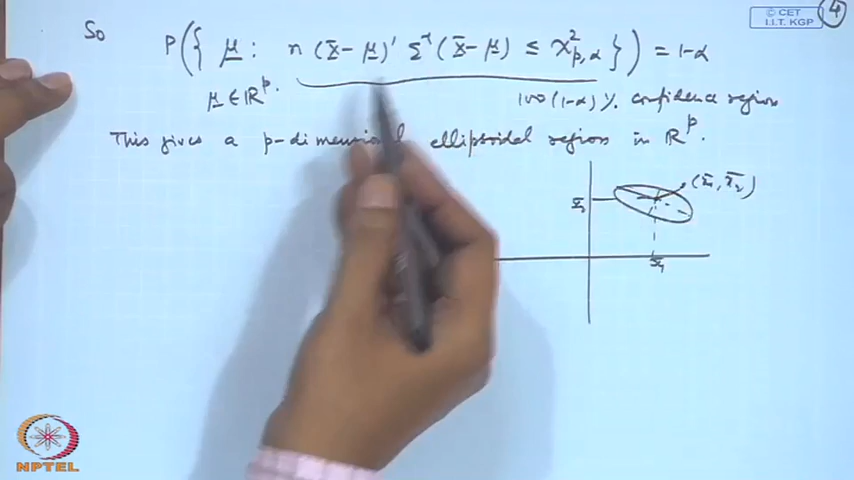 © CET
I.I.T. KGP
4
So
P({ μ : n (x̄ - μ)' Σ⁻¹ (x̄ - μ) ≤ χ²p,α }) = 1-α
μ ∈ ℝᵖ.
100 (1-α) % confidence region
This gives a p-dimensional ellipsoidal region in ℝᵖ.
(x̄₁, x̄₂)
x̄₂
x̄₁
NPTEL